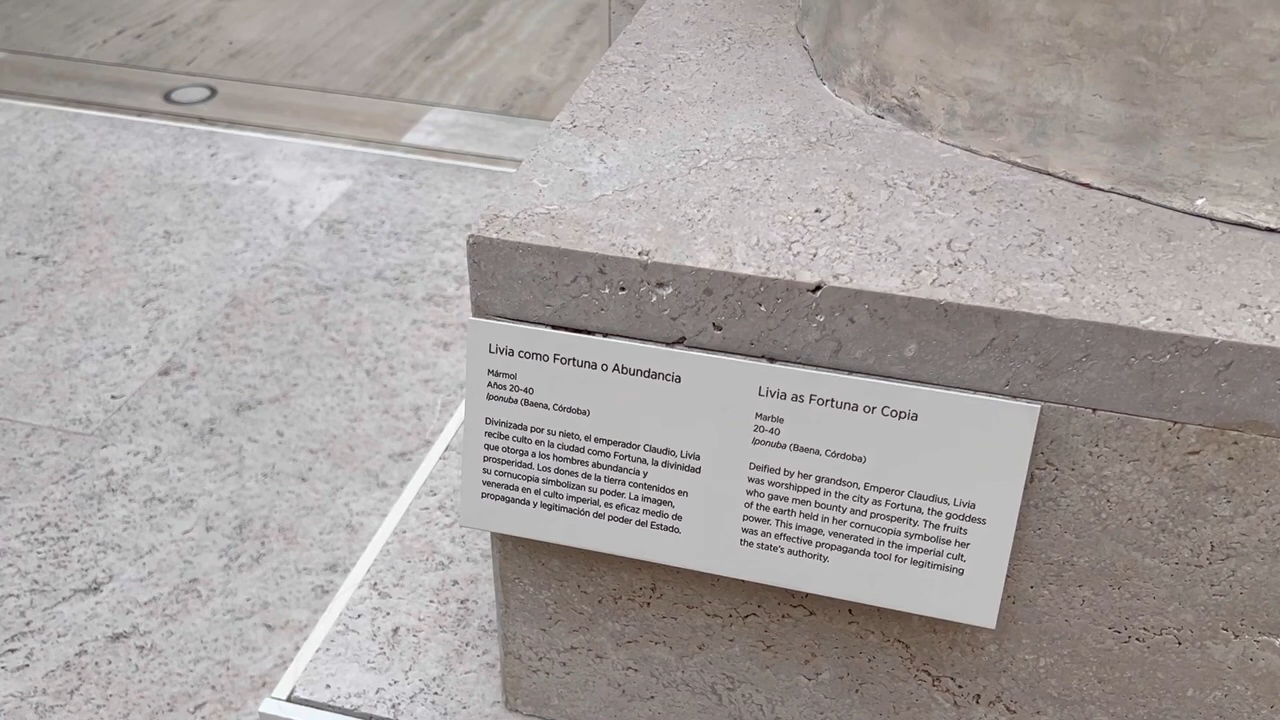 Livia como Fortuna o Abundancia
Mármol
Años 20-40
Iponuba (Baena, Córdoba)
Divinizada por su nieto, el emperador Claudio, Livia
recibe culto en la ciudad como Fortuna, la divinidad
que otorga a los hombres abundancia y
prosperidad. Los dones de la tierra contenidos en
su cornucopia simbolizan su poder. La imagen,
venerada en el culto imperial, es eficaz medio de
propaganda y legitimación del poder del Estado.
Livia as Fortuna or Copia
Marble
20-40
Iponuba (Baena, Córdoba)
Deified by her grandson, Emperor Claudius, Livia
was worshipped in the city as Fortuna, the goddess
who gave men bounty and prosperity. The fruits
of the earth held in her cornucopia symbolise her
power. This image, venerated in the imperial cult,
was an effective propaganda tool for legitimising
the state's authority.